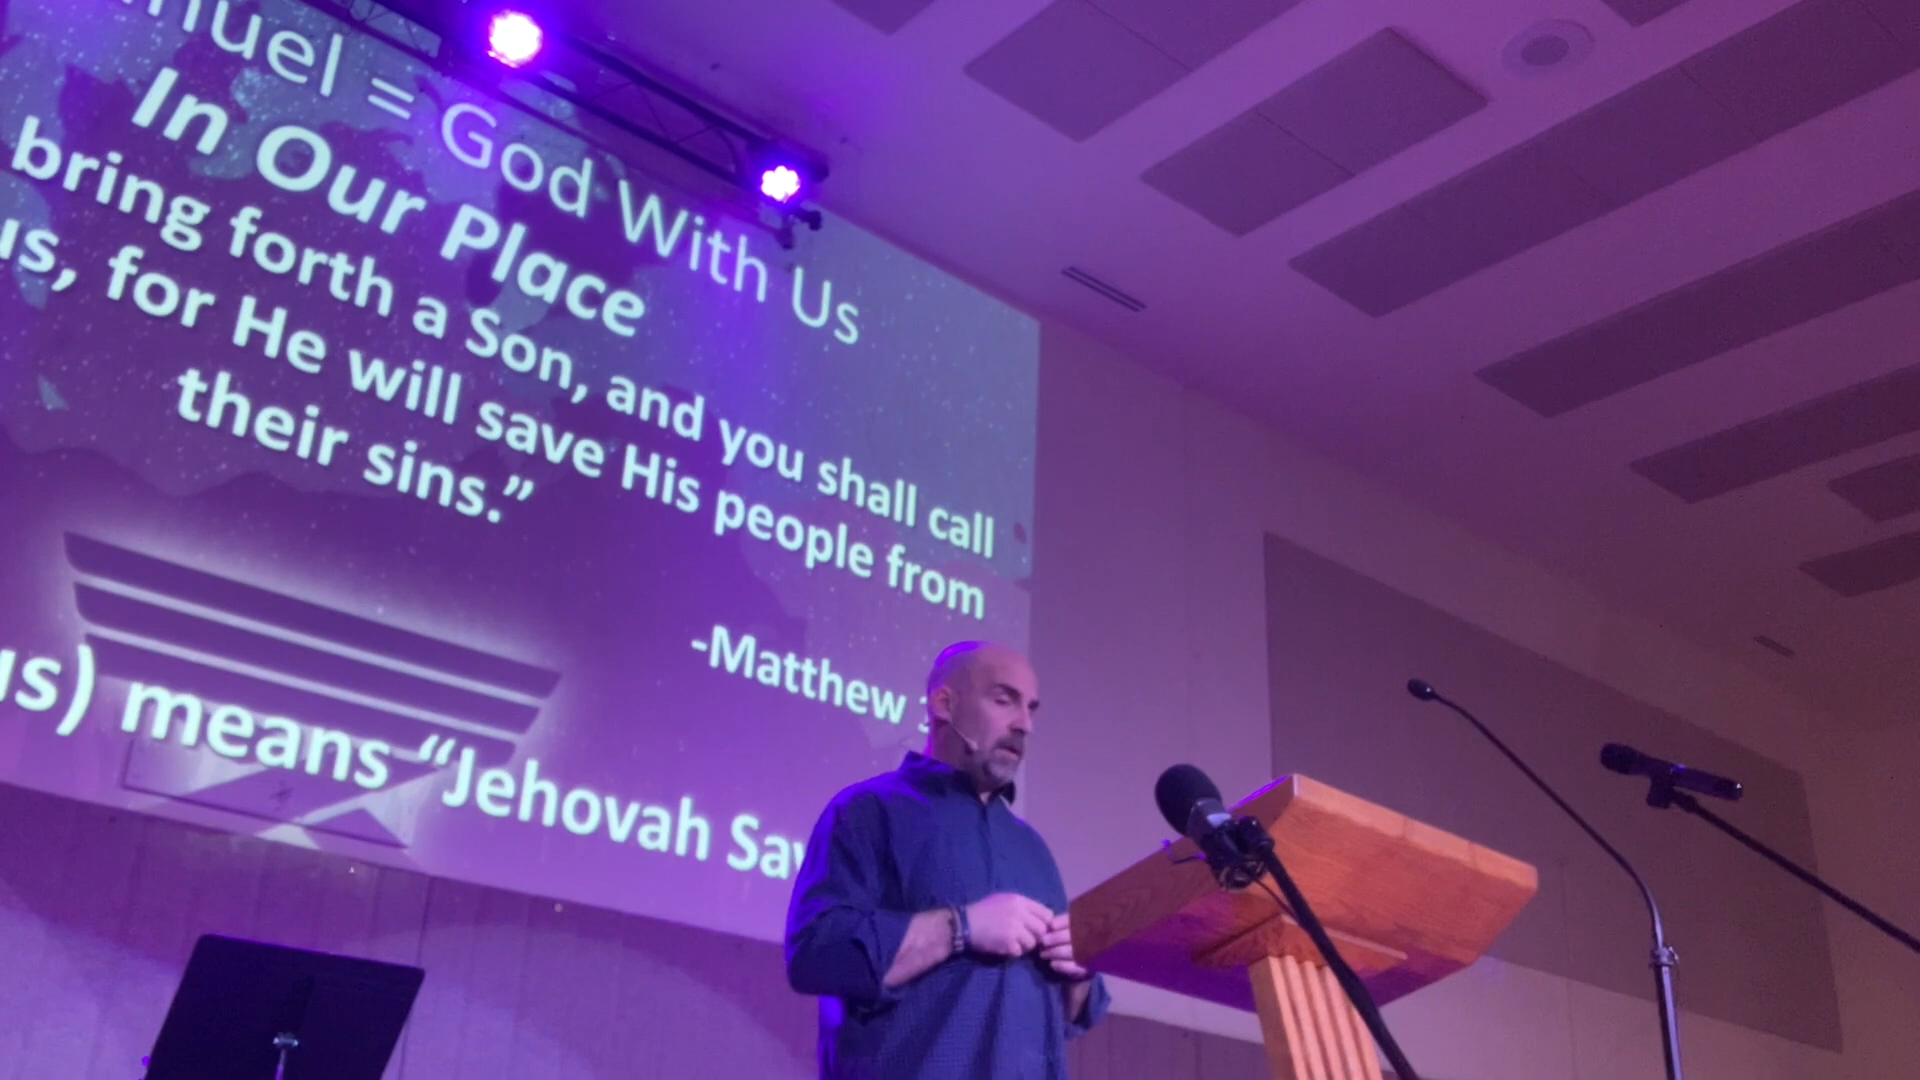 nuel = God With Us
In Our Place
bring forth a Son, and you shall call
us, for He will save His people from
their sins.”
-Matthew
us) means “Jehovah Sav